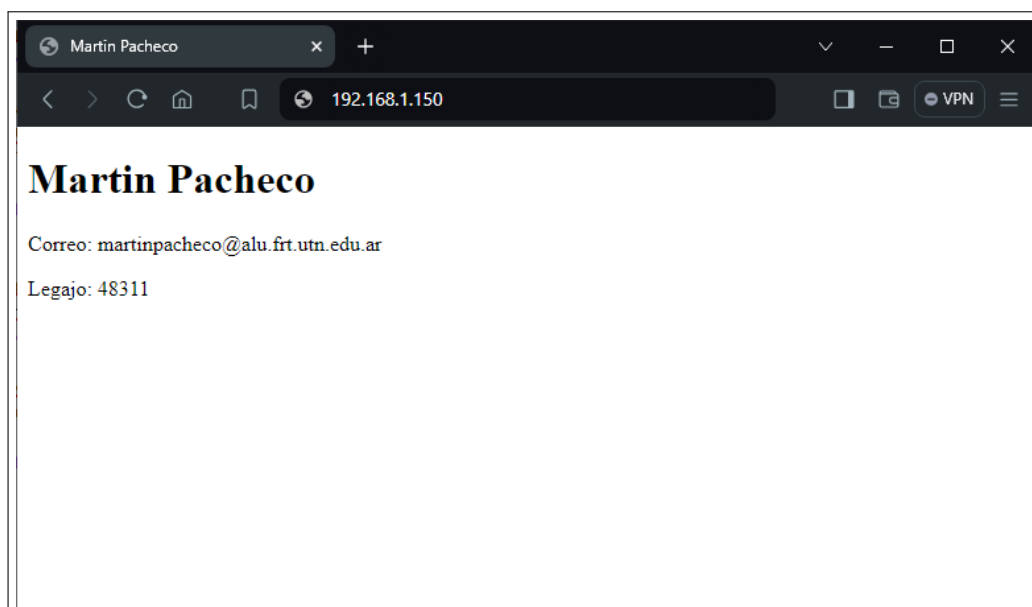 Martin Pacheco
192.168.1.150
VPN
Martin Pacheco
Correo: martinpacheco@alu.frt.utn.edu.ar
Legajo: 48311